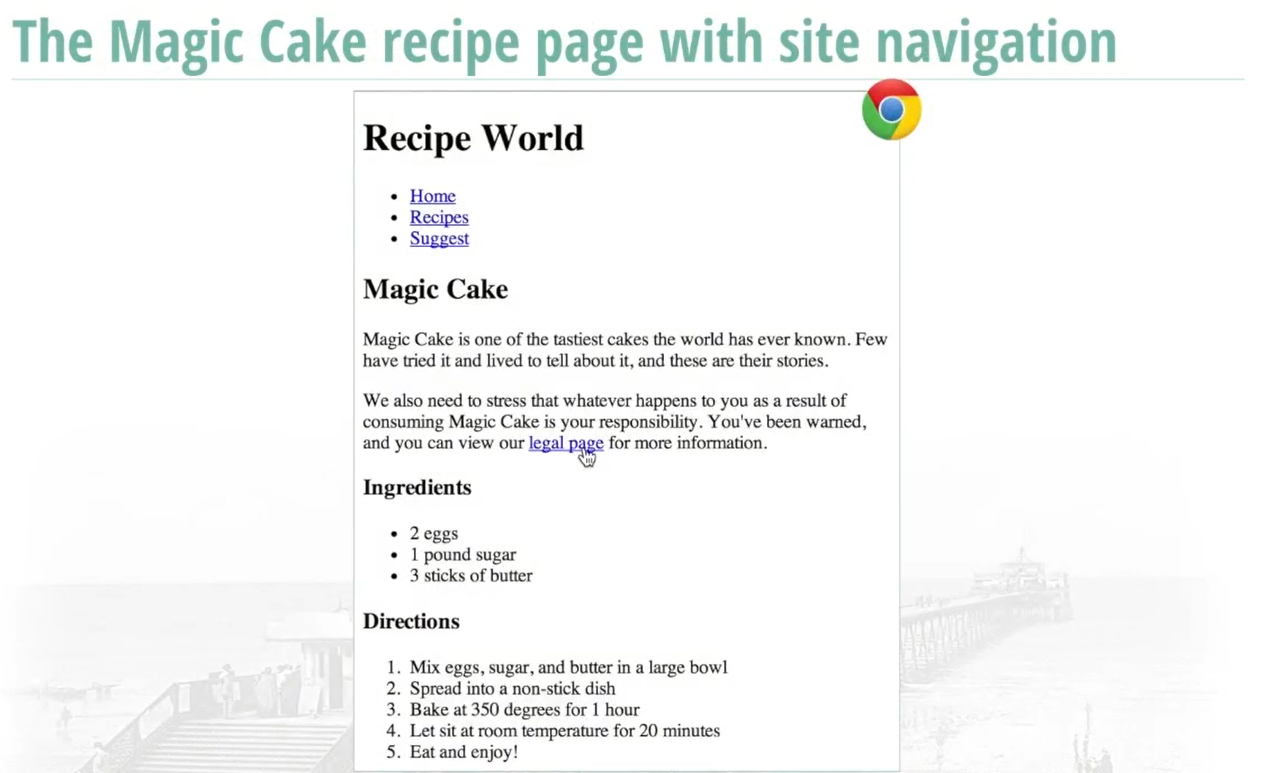 The Magic Cake recipe page with site navigation
Recipe World
• Home
• Recipes
• Suggest
Magic Cake
Magic Cake is one of the tastiest cakes the world has ever known. Few
have tried it and lived to tell about it, and these are their stories.
We also need to stress that whatever happens to you as a result of
consuming Magic Cake is your responsibility. You've been warned,
and you can view our legal page for more information.
Ingredients
• 2 eggs
• 1 pound sugar
• 3 sticks of butter
Directions
1. Mix eggs, sugar, and butter in a large bowl
2. Spread into a non-stick dish
3. Bake at 350 degrees for 1 hour
4. Let sit at room temperature for 20 minutes
5. Eat and enjoy!